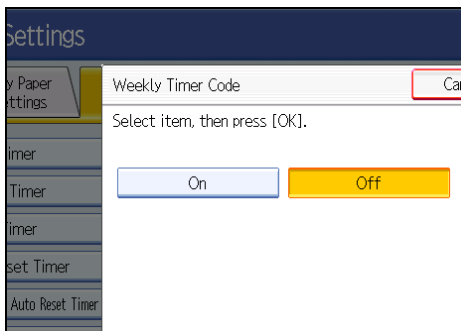 Settings
y Paper
ttings
Weekly Timer Code
Ca
Select item, then press [OK].
imer
Timer
imer
set Timer
Auto Reset Timer
On
Off